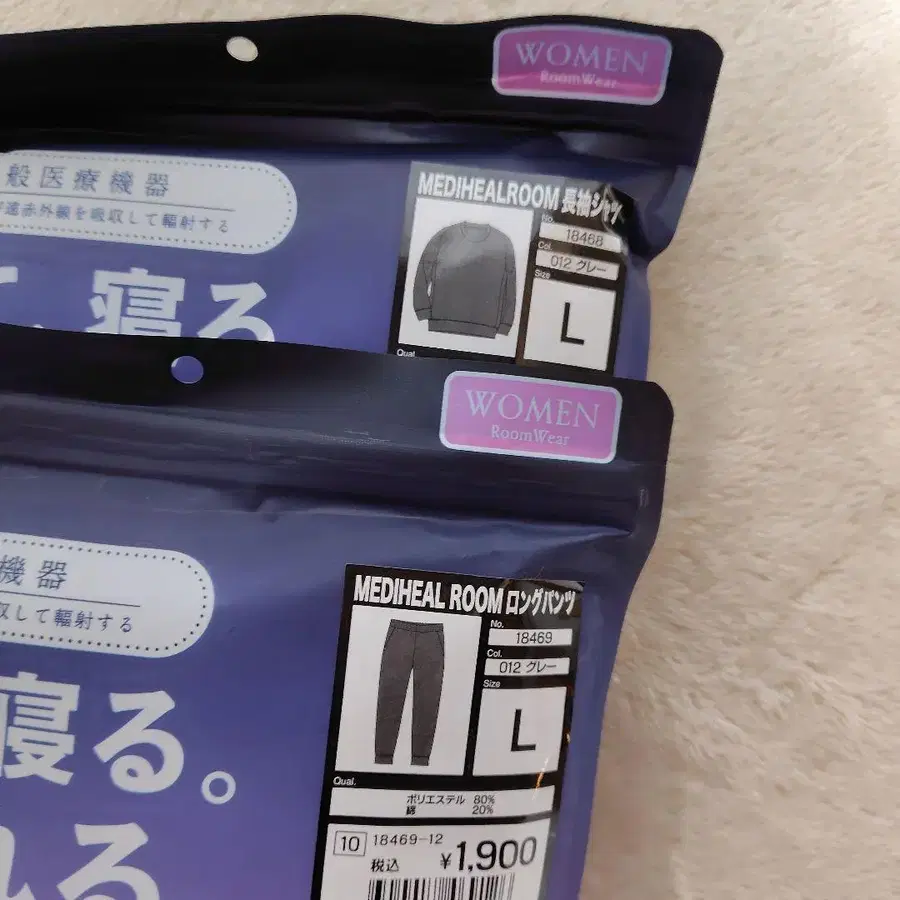 WOMEN
RoomWear
般医療機器
遠赤外線を吸収して輻射する
寝る
MEDIHEALROOM 長袖シャツ
No.
18468
Col.
012 グレー
Size
L
Qual.
WOMEN
RoomWear
機器
収して輻射する
寝る。
れる
MEDIHEAL ROOM ロングパンツ
No.
18469
Col.
012 グレー
Size
L
Qual.
ポリエステル 80%
綿 20%
10 18469-12
税込 ¥1,900